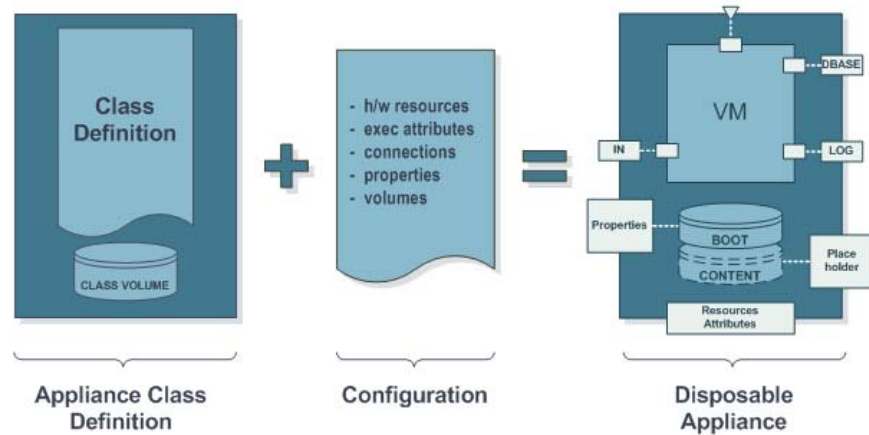 Class
Definition
CLASS VOLUME
- h/w resources
- exec attributes
- connections
- properties
- volumes
VM
DBASE
IN
LOG
Properties
BOOT
CONTENT
Place
holder
Resources
Attributes
Appliance Class
Definition
Configuration
Disposable
Appliance